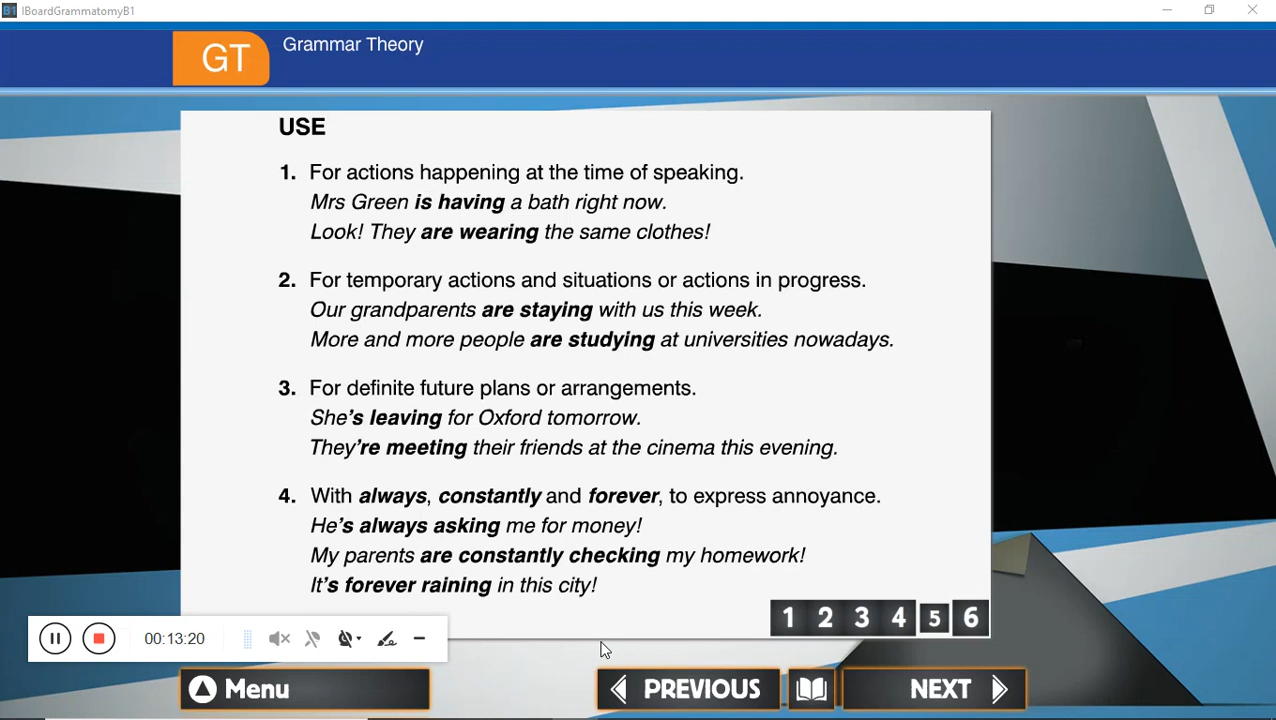 B1 IBoardGrammatomyB1
GT Grammar Theory
USE
1. For actions happening at the time of speaking.
Mrs Green is having a bath right now.
Look! They are wearing the same clothes!
2. For temporary actions and situations or actions in progress.
Our grandparents are staying with us this week.
More and more people are studying at universities nowadays.
3. For definite future plans or arrangements.
She's leaving for Oxford tomorrow.
They're meeting their friends at the cinema this evening.
4. With always, constantly and forever, to express annoyance.
He's always asking me for money!
My parents are constantly checking my homework!
It's forever raining in this city!
1 2 3 4 5 6
00:13:20
Menu PREVIOUS NEXT